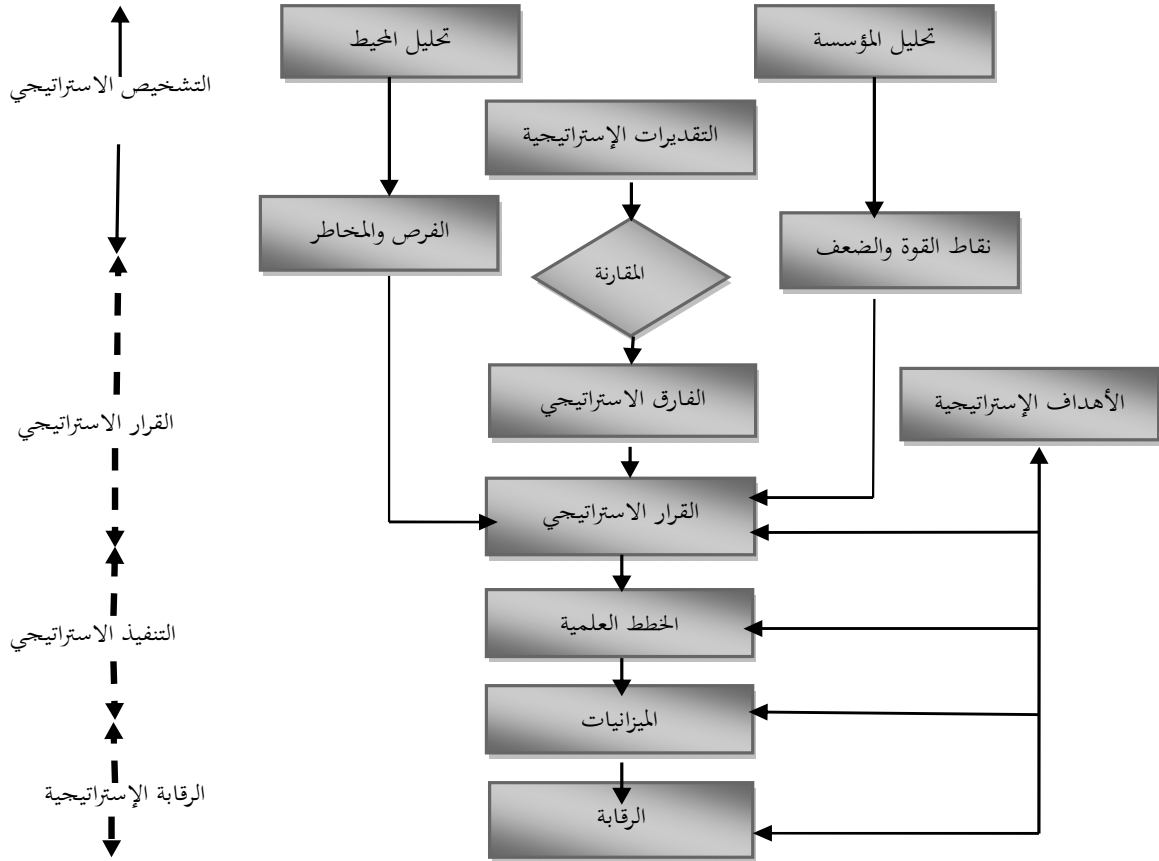 تحليل المؤسسة
تحليل المحيط
التشخيص الاستراتيجي
التقديرات الإستراتيجية
نقاط القوة والضعف
الفرص والمخاطر
المقارنة
الأهداف الإستراتيجية
الفارق الاستراتيجي
القرار الاستراتيجي
القرار الاستراتيجي
الخطط العلمية
التنفيذ الاستراتيجي
الميزانيات
الرقابة
الرقابة الإستراتيجية